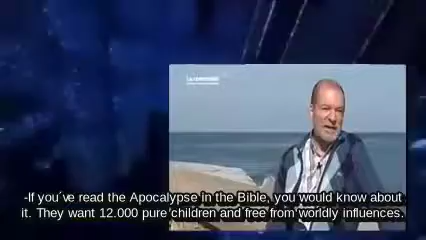 -If you´ve read the Apocalypse in the Bible, you would know about
it. They want 12.000 pure children and free from worldly influences.